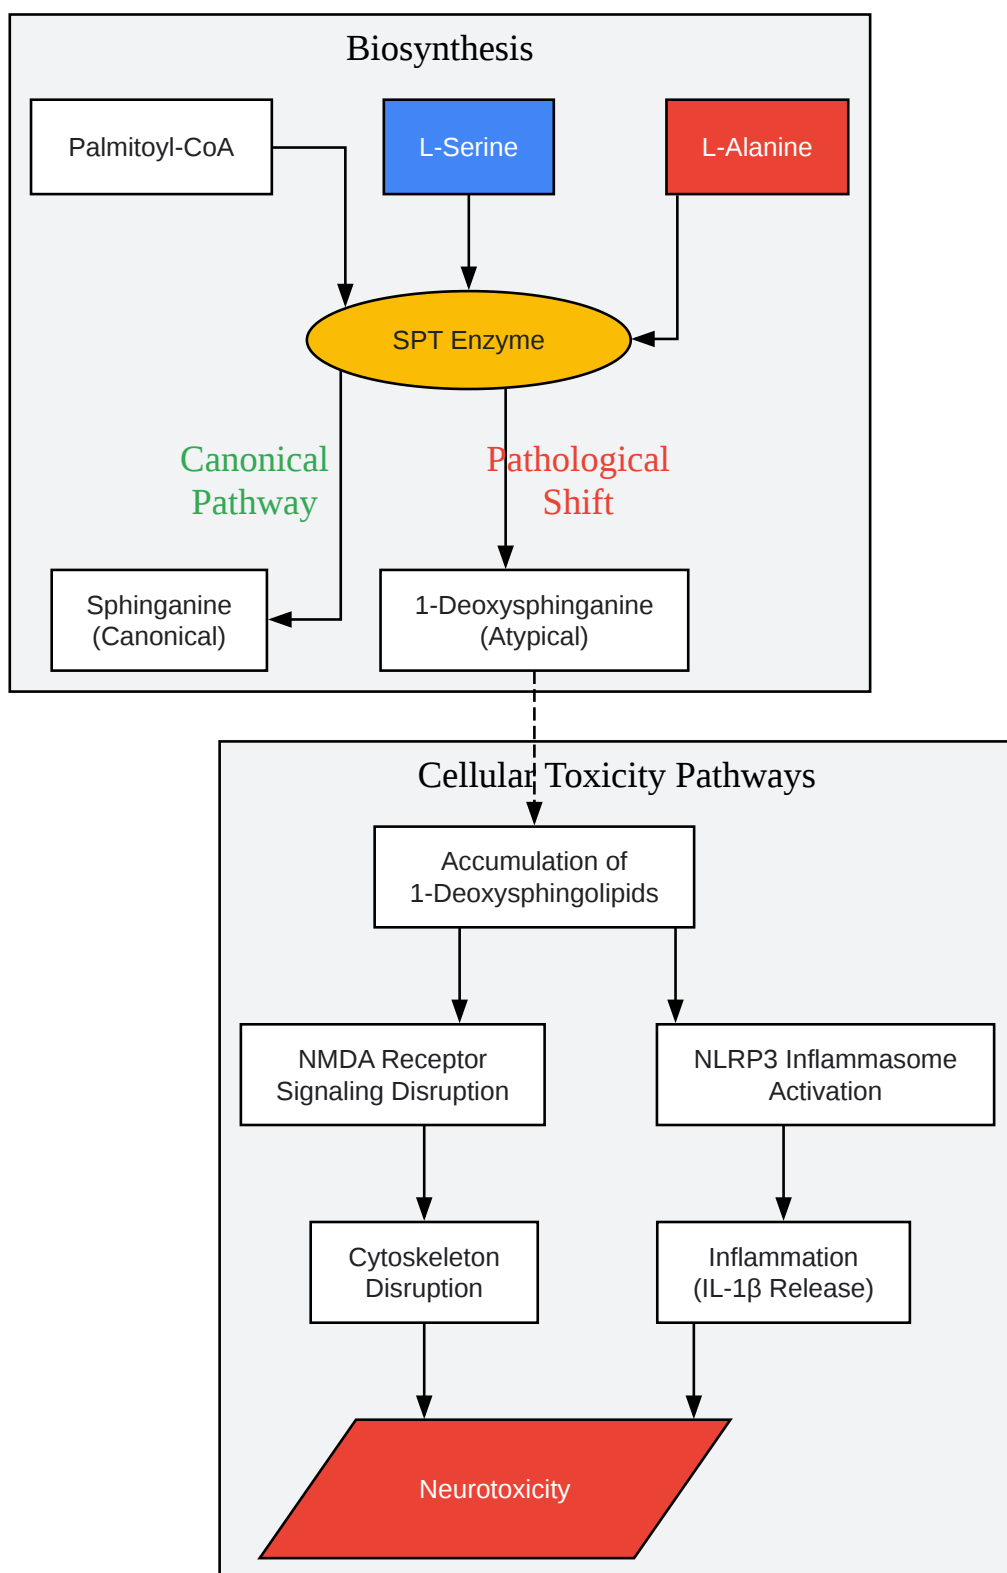 Biosynthesis
Palmitoyl-CoA
L-Serine
L-Alanine
SPT Enzyme
Canonical
Pathway
Pathological
Shift
Sphinganine
(Canonical)
1-Deoxysphinganine
(Atypical)
Cellular Toxicity Pathways
Accumulation of
1-Deoxysphingolipids
NMDA Receptor
Signaling Disruption
NLRP3 Inflammasome
Activation
Cytoskeleton
Disruption
Inflammation
(IL-1β Release)
Neurotoxicity